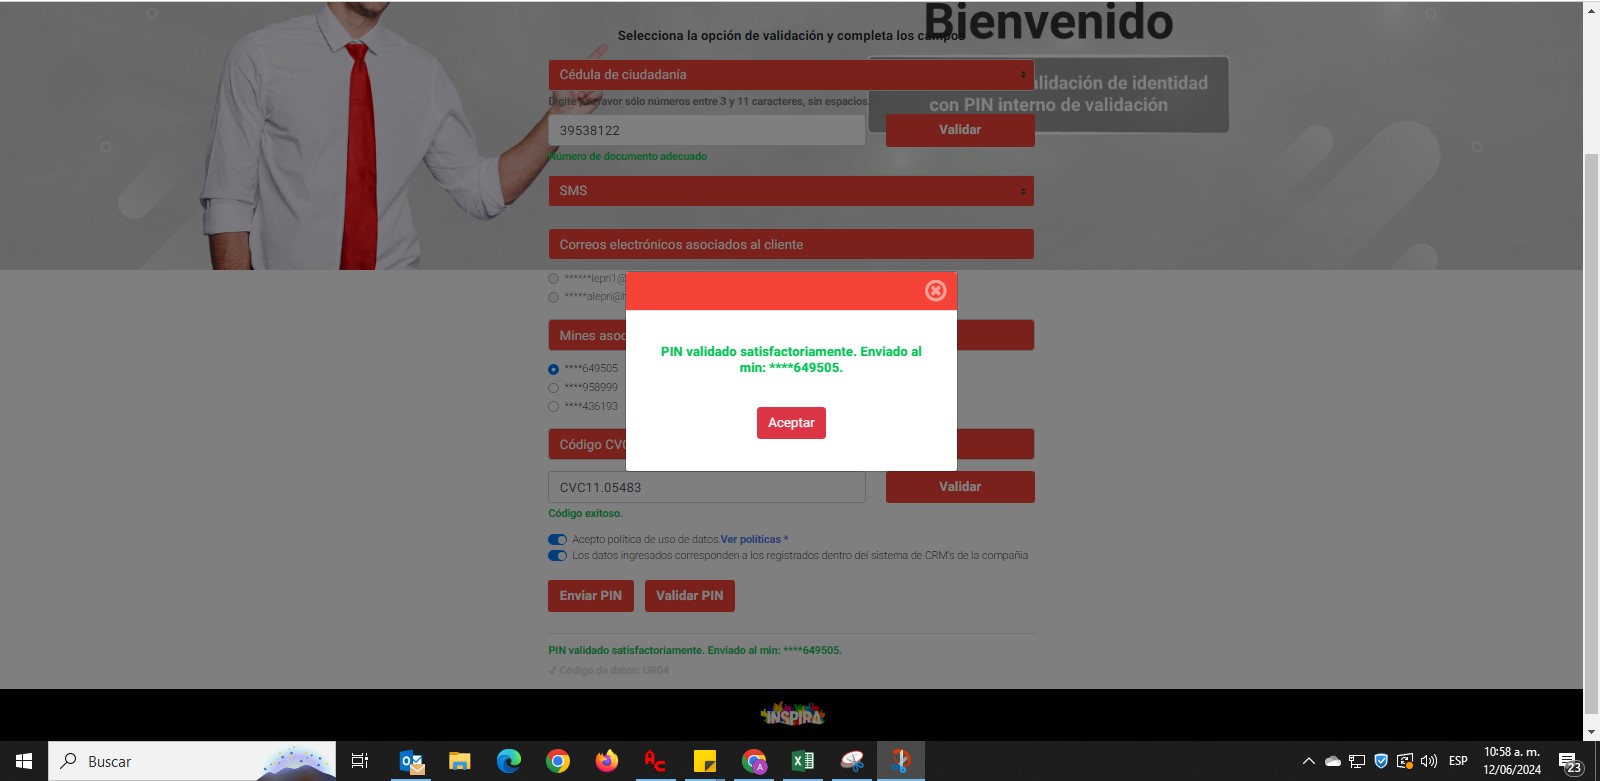 Bienvenido
Selecciona la opción de validación y completa los campos
Cédula de ciudadanía
alidación de identidad
con PIN interno de validación
Digite por favor sólo números entre 3 y 11 caracteres, sin espacios.
39538122
Validar
Número de documento adecuado
SMS
Correos electrónicos asociados al cliente
******lepri1@
*****alepri@h
Mines asoc
****649505
****958999
****436193
PIN validado satisfactoriamente. Enviado al
min: ****649505.
Aceptar
Código CVC
CVC11.05483
Validar
Código exitoso.
Acepto política de uso de datos.Ver políticas *
Los datos ingresados corresponden a los registrados dentro del sistema de CRM's de la compañia
Enviar PIN
Validar PIN
PIN validado satisfactoriamente. Enviado al min: ****649505.
✓ Código de datos: UR04
INSPIRA
Buscar
ESP
10:58 a. m.
12/06/2024
23